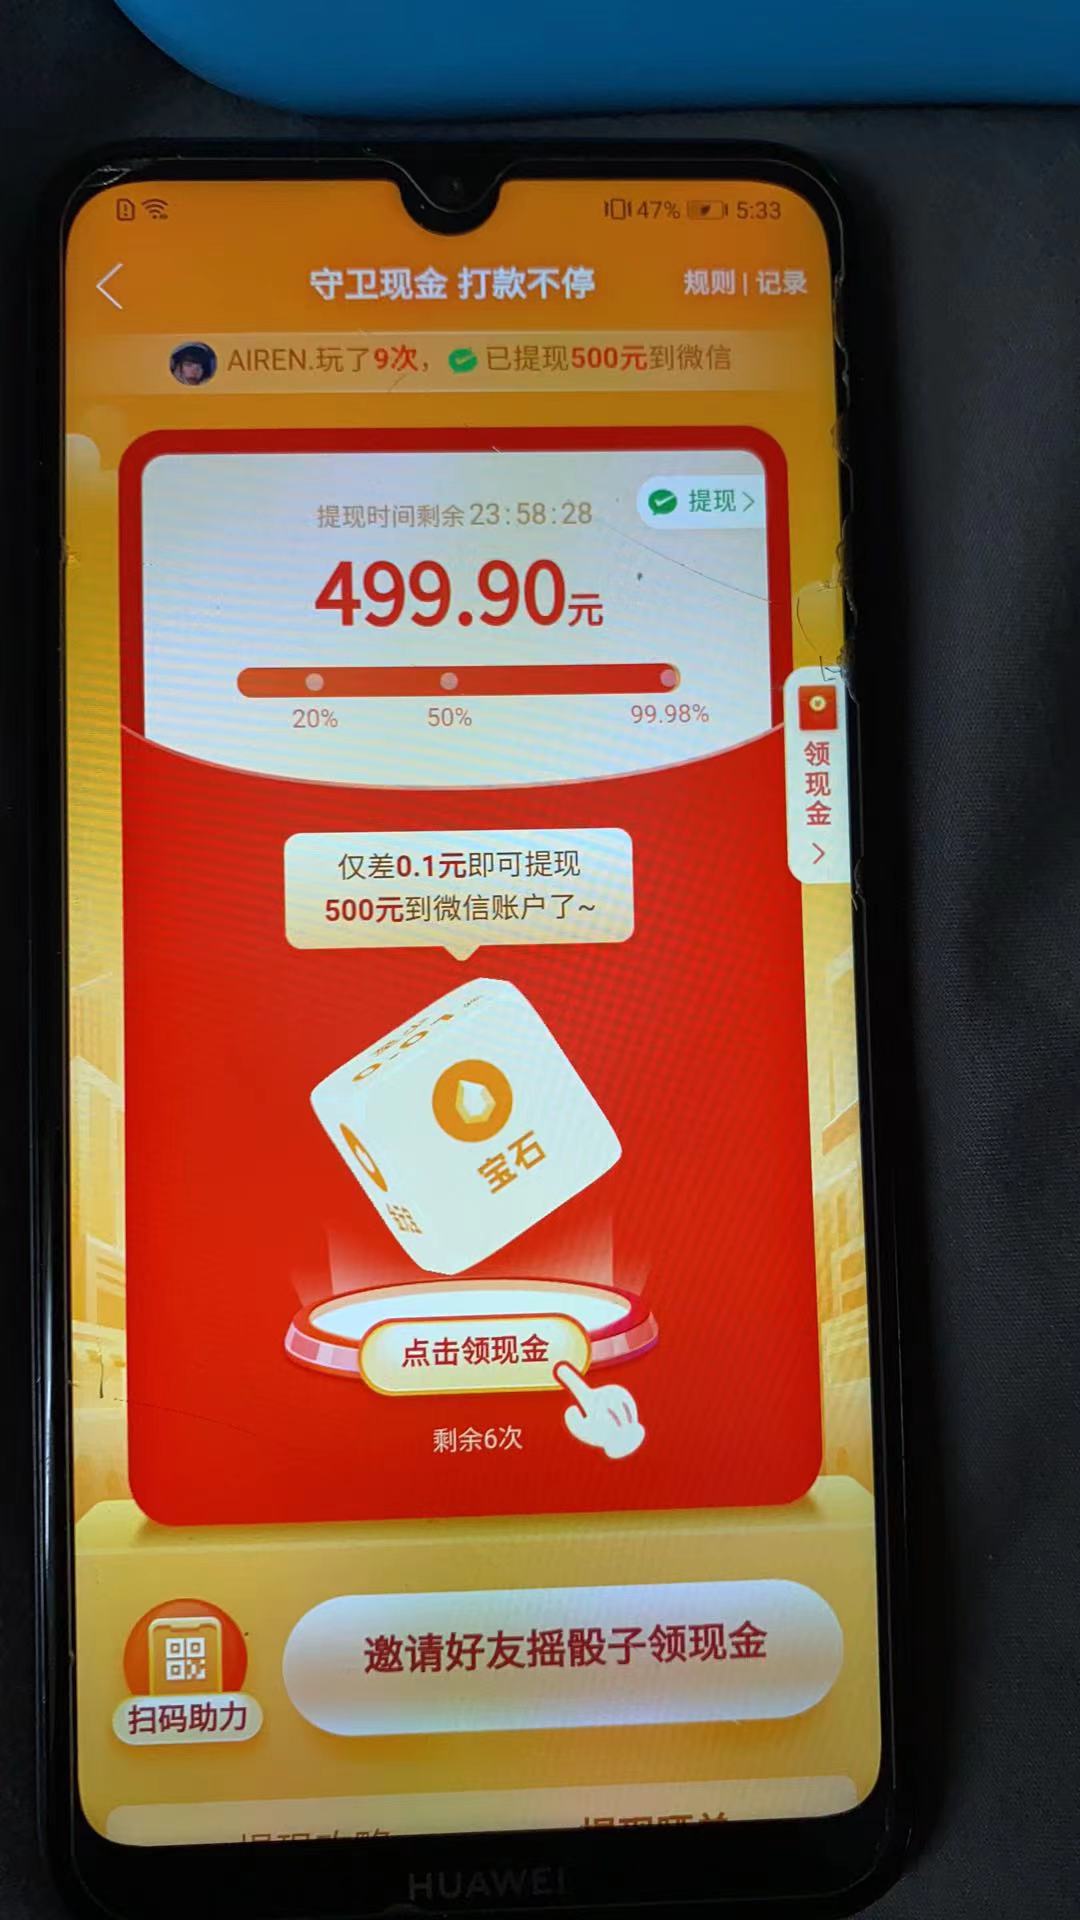 47% 5:33
守卫现金 打款不停
规则 | 记录
AIREN.玩了9次， 已提现500元到微信
提现时间剩余23:58:28
提现
499.90元
20% 50% 99.98%
领现金
仅差0.1元即可提现
500元到微信账户了~
宝石
点击领现金
剩余6次
扫码助力
邀请好友摇骰子领现金
HUAWEI